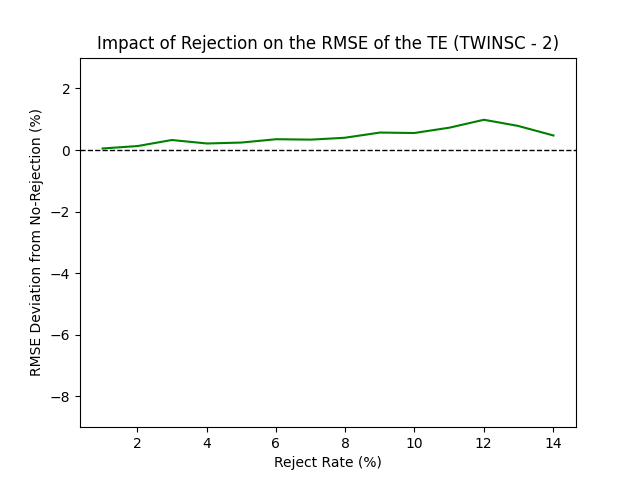 Impact of Rejection on the RMSE of the TE (TWINSC - 2)
RMSE Deviation from No-Rejection (%)
2
0
−2
−4
−6
−8
2 4 6 8 10 12 14
Reject Rate (%)